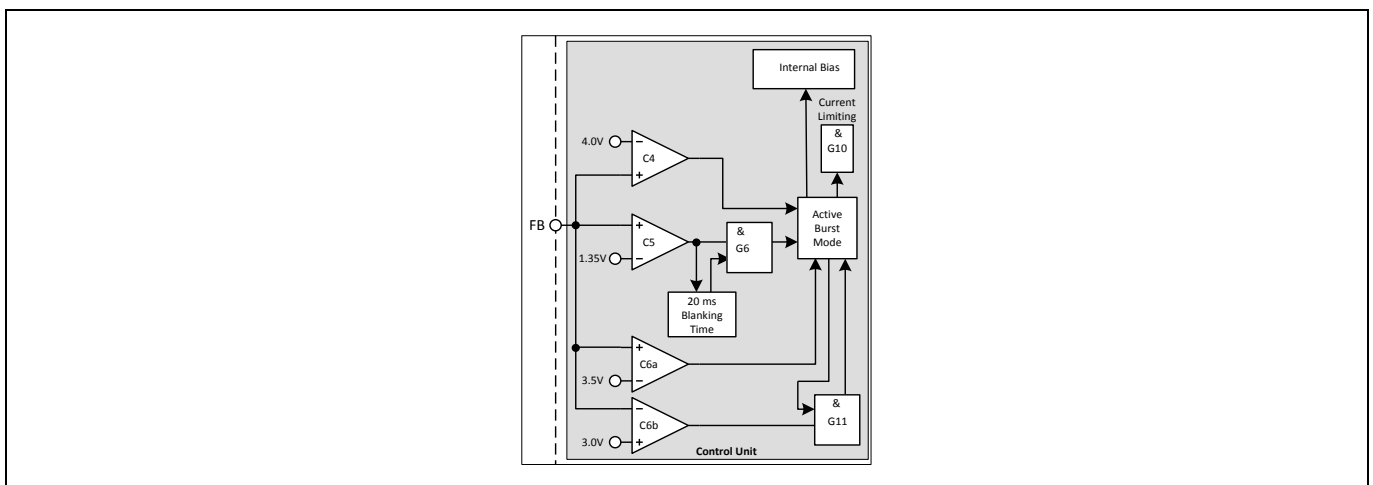 Internal Bias
Current
Limiting
&
G10
4.0V
−
C4
+
Active
Burst
Mode
FB
+
C5
−
1.35V
&
G6
20 ms
Blanking
Time
+
C6a
−
3.5V
&
G11
−
C6b
+
3.0V
Control Unit